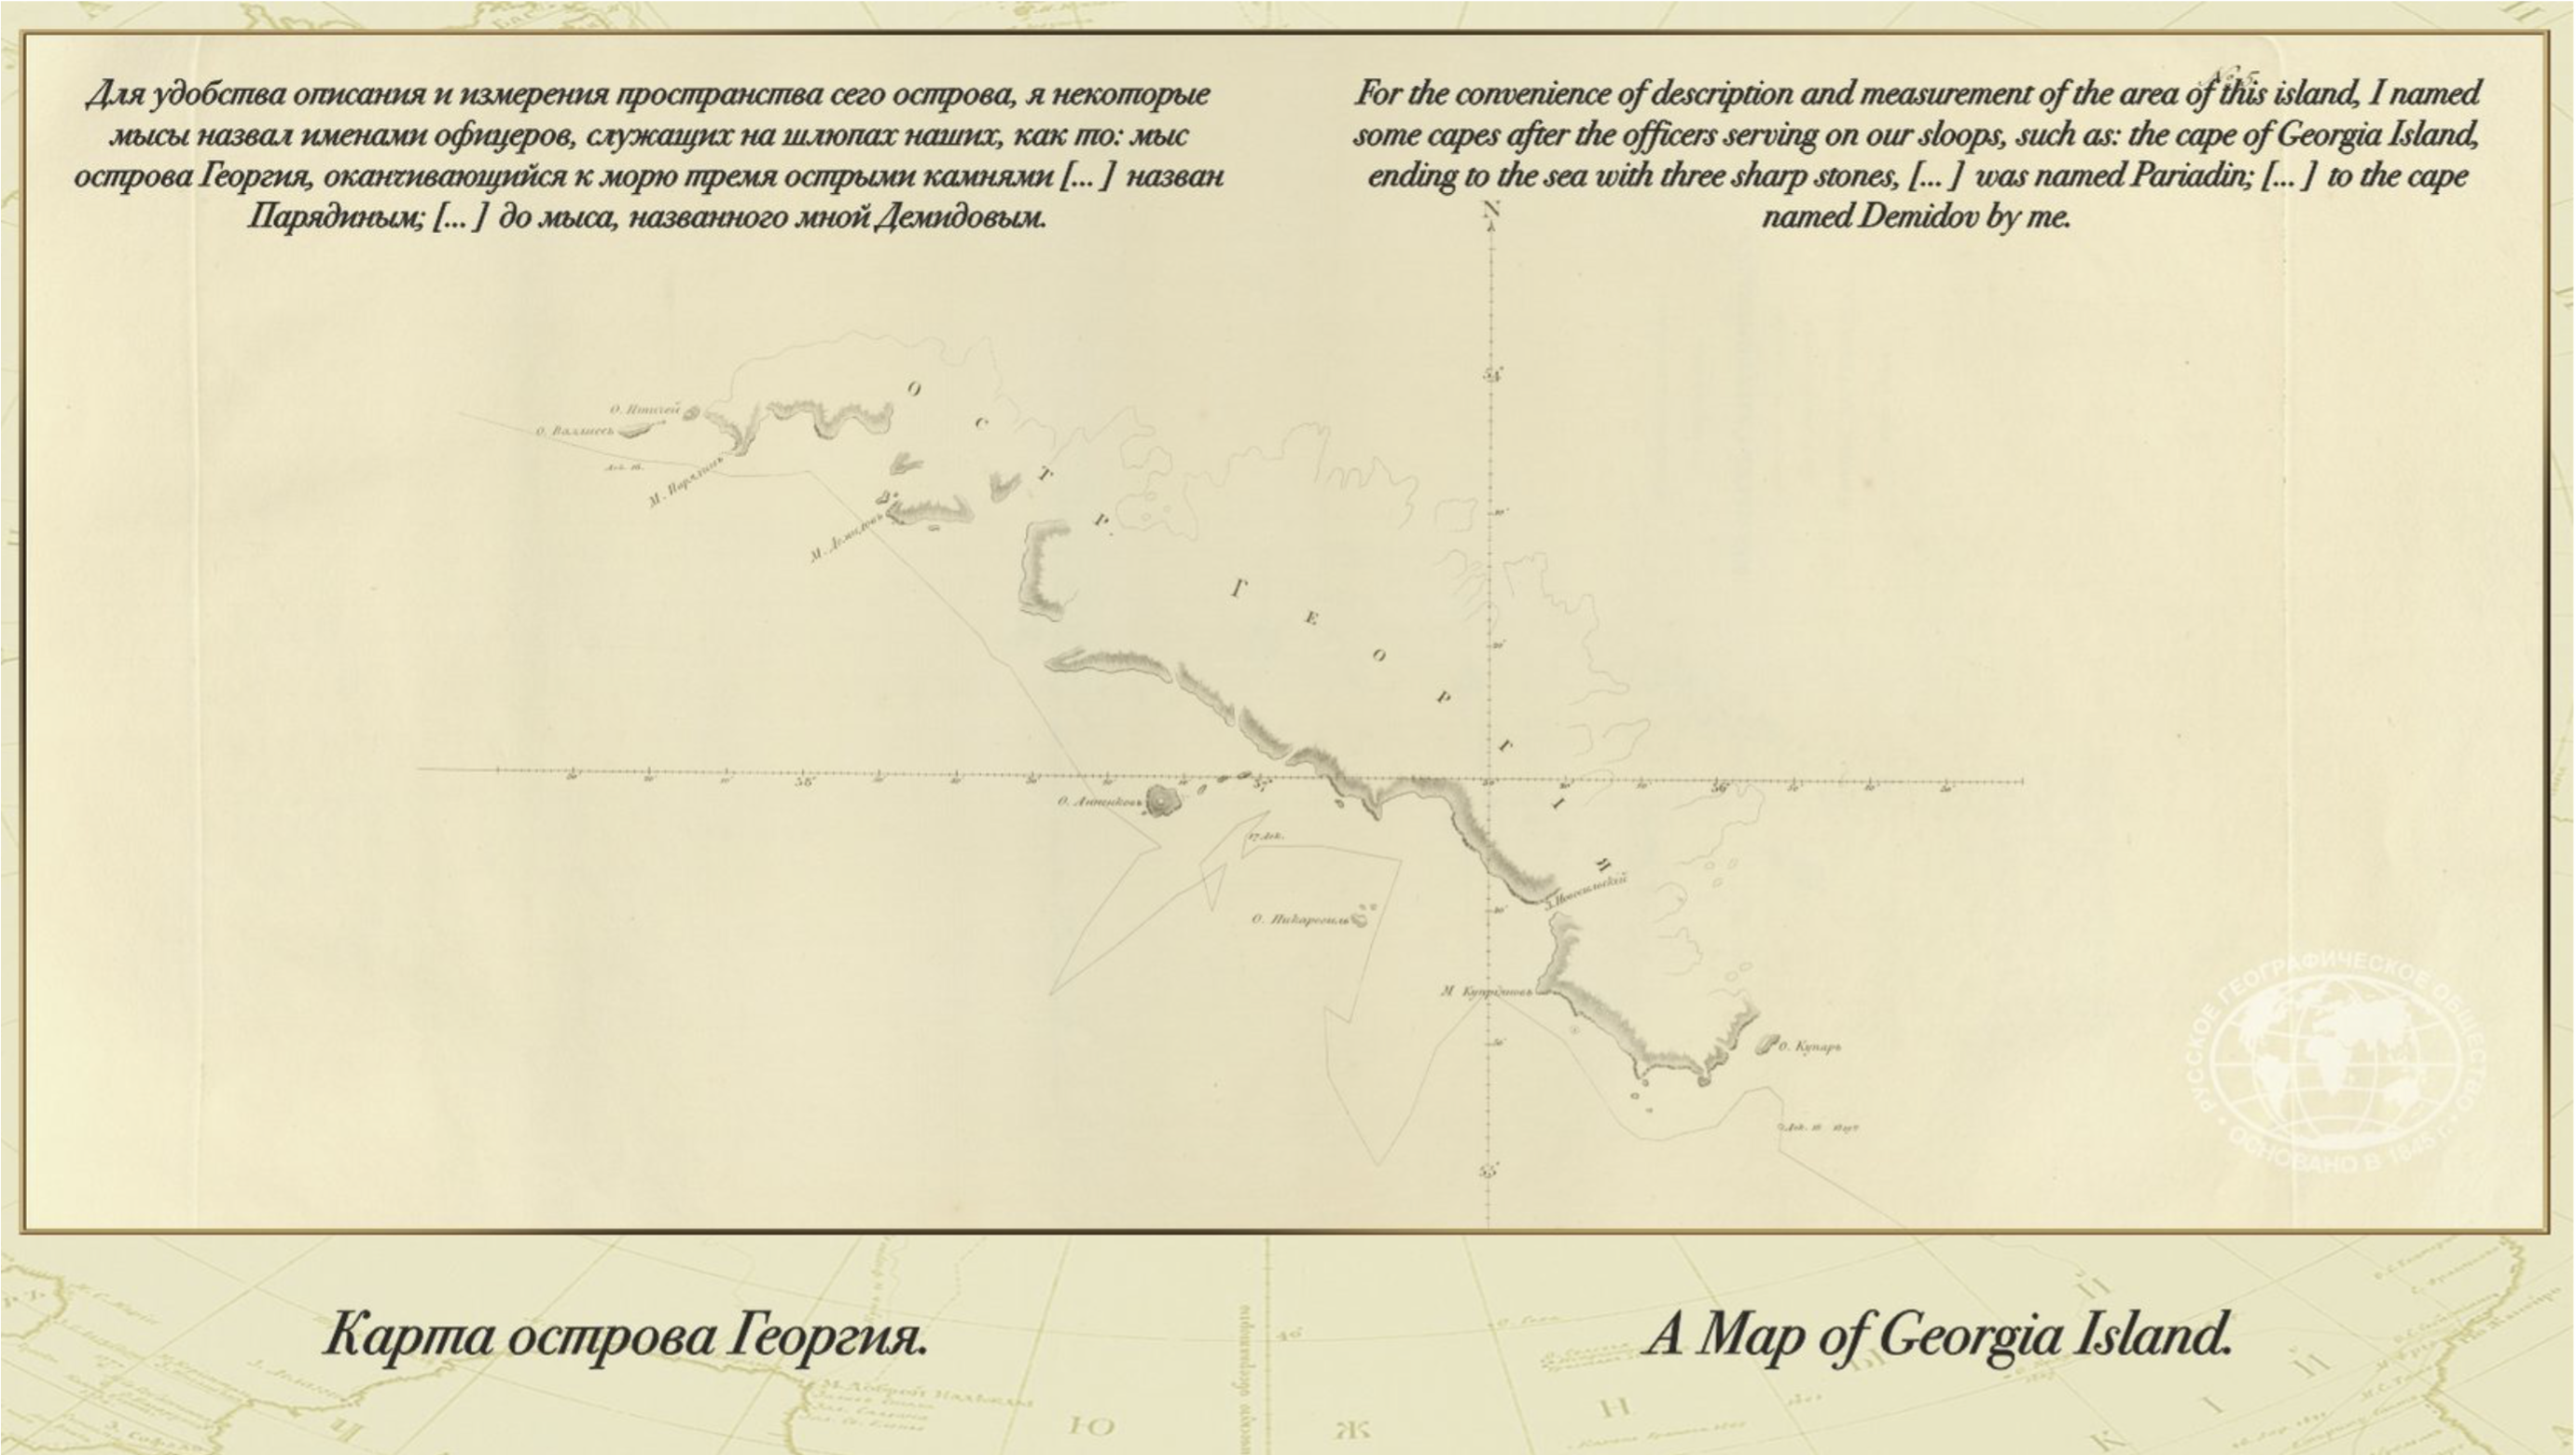 Для удобства описания и измерения пространства сего острова, я некоторые
мысы назвал именами офицеров, служащих на шлюпах наших, как то: мыс
острова Георгия, оканчивающийся к морю тремя острыми камнями [... ] назван
Парядиным; [... ] до мыса, названного мной Демидовым.
For the convenience of description and measurement of the area of this island, I named
some capes after the officers serving on our sloops, such as: the cape of Georgia Island,
ending to the sea with three sharp stones, [... ] was named Pariadin; [... ] to the cape
named Demidov by me.
N
54°
О. Птичей
О. Валлисъ
М. Парядинъ
М. Демидовъ
О С Т Р.
Г Е О Р Г І Я
58°
57°
56°
О. Анненковъ
17 Дек.
О. Пикерсгиль
З. Новосильский
М Купріяновъ
О. Куперъ
55°
РУССКОЕ ГЕОГРАФИЧЕСКОЕ ОБЩЕСТВО
ОСНОВАНО В 1845 г.
Карта острова Георгия.
A Map of Georgia Island.